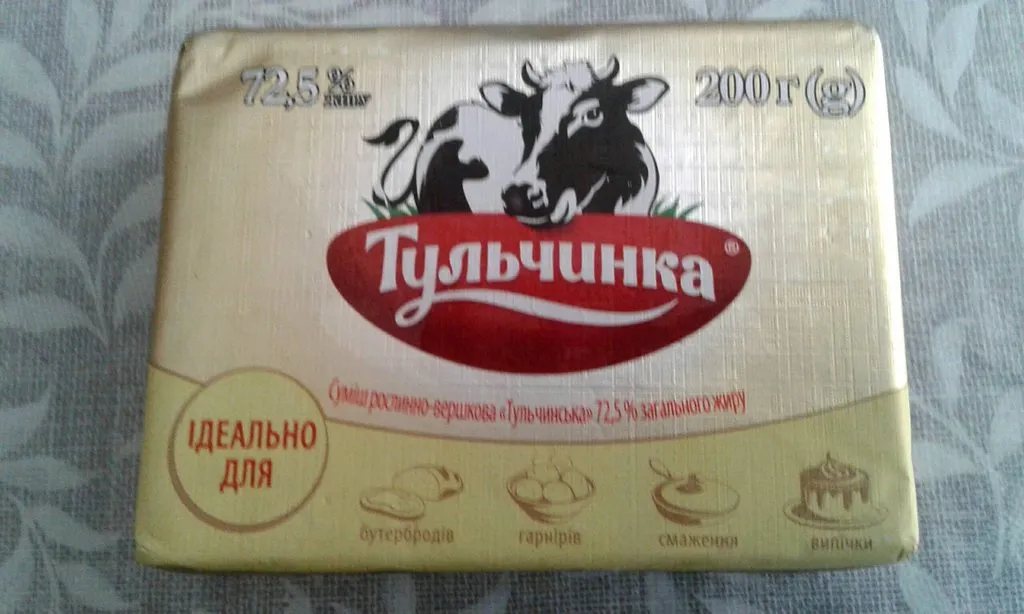 72,5 % жиру
200 г (g)
Тульчинка ®
Суміш рослинно-вершкова «Тульчинська» 72,5 % загального жиру
ІДЕАЛЬНО
ДЛЯ
бутербродів
гарнірів
смаження
випічки